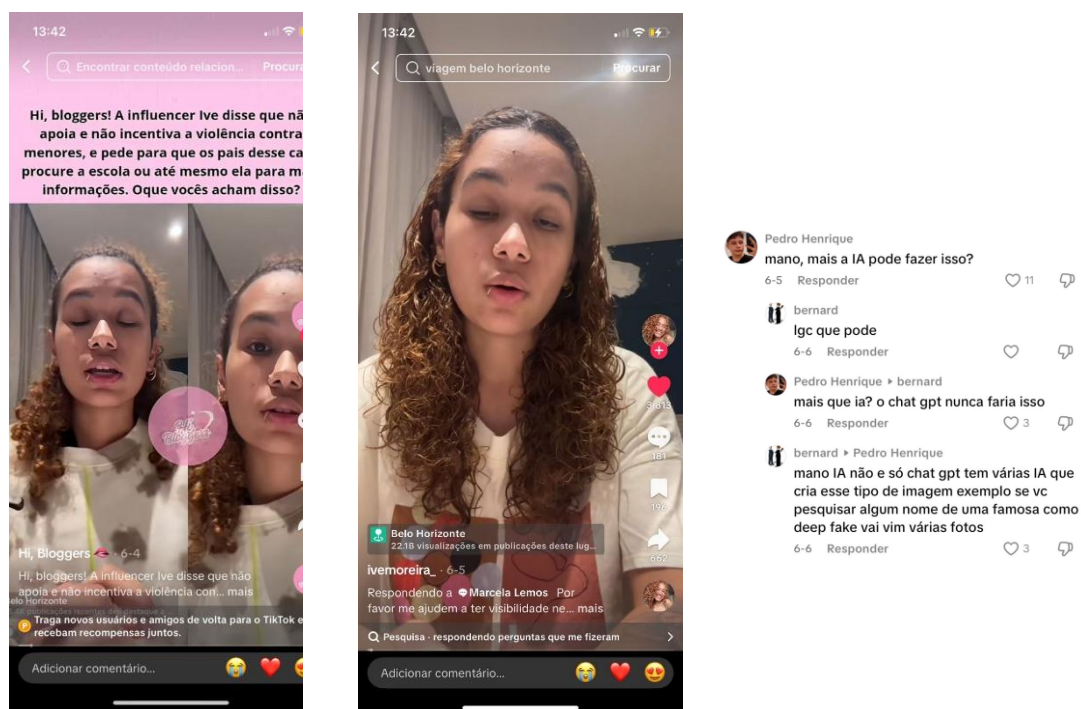 13:42
Encontrar conteúdo relacion...
Procura
Hi, bloggers! A influencer Ive disse que nã
apoia e não incentiva a violência contra
menores, e pede para que os pais desse ca
procure a escola ou até mesmo ela para m
informações. Oque vocês acham disso?
Hi, Bloggers 🫦 · 6-4
Hi, bloggers! A influencer Ive disse que não
apoia e não incentiva a violência con... mais
elo Horizonte
Traga novos usuários e amigos de volta para o TikTok e
recebam recompensas juntos.
Adicionar comentário...
13:42
viagem belo horizonte
Procurar
181
194
662
Belo Horizonte
22.1B visualizações em publicações deste lug...
ivemoreira_ · 6-5
Respondendo a Marcela Lemos Por
favor me ajudem a ter visibilidade ne... mais
Pesquisa · respondendo perguntas que me fizeram
Adicionar comentário...
Pedro Henrique
mano, mais a IA pode fazer isso?
6-5 Responder 11
bernard
lgc que pode
6-6 Responder
Pedro Henrique ▸ bernard
mais que ia? o chat gpt nunca faria isso
6-6 Responder 3
bernard ▸ Pedro Henrique
mano IA não e só chat gpt tem várias IA que
cria esse tipo de imagem exemplo se vc
pesquisar algum nome de uma famosa como
deep fake vai vim várias fotos
6-6 Responder 3